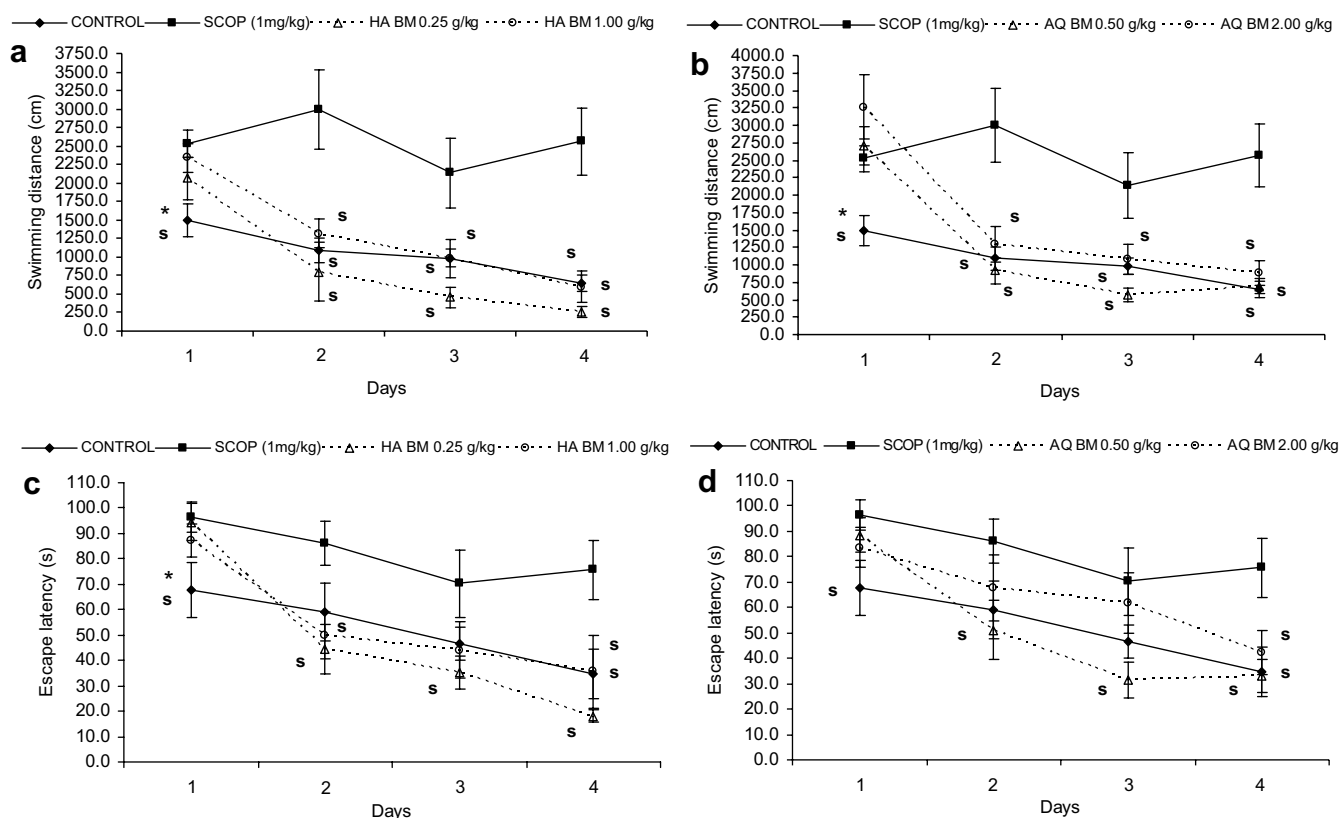 CONTROL SCOP (1mg/kg) HA BM 0.25 g/kg HA BM 1.00 g/kg
a
Swimming distance (cm)
3750.0
3500.0
3250.0
3000.0
2750.0
2500.0
2250.0
2000.0
1750.0
1500.0
1250.0
1000.0
750.0
500.0
250.0
0.0
*
s
s
s
s
s
s
s
s
s
s
1 2 3 4
Days
CONTROL SCOP (1mg/kg) AQ BM 0.50 g/kg AQ BM 2.00 g/kg
b
Swimming distance (cm)
4000.0
3750.0
3500.0
3250.0
3000.0
2750.0
2500.0
2250.0
2000.0
1750.0
1500.0
1250.0
1000.0
750.0
500.0
250.0
0.0
*
s
s
s
s
s
s
s
s
s
s
1 2 3 4
Days
CONTROL SCOP (1mg/kg) HA BM 0.25 g/kg HA BM 1.00 g/kg
c
Escape latency (s)
110.0
100.0
90.0
80.0
70.0
60.0
50.0
40.0
30.0
20.0
10.0
0.0
*
s
s
s
s
s
s
s
1 2 3 4
Days
CONTROL SCOP (1mg/kg) AQ BM 0.50 g/kg AQ BM 2.00 g/kg
d
Escape latency (s)
110.0
100.0
90.0
80.0
70.0
60.0
50.0
40.0
30.0
20.0
10.0
0.0
s
s
s
s
s
s
1 2 3 4
Days